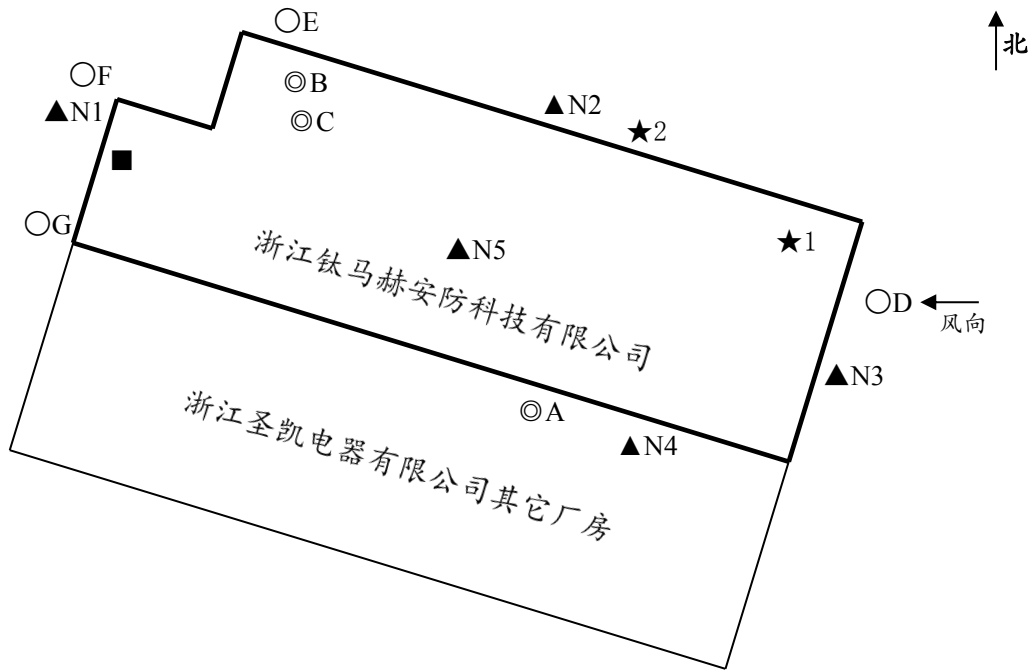 ○E
北
○F
◎B
▲N1
◎C
▲N2
★2
■
○G
▲N5
★1
浙江钛马赫安防科技有限公司
○D
风向
▲N3
◎A
▲N4
浙江圣凯电器有限公司其它厂房